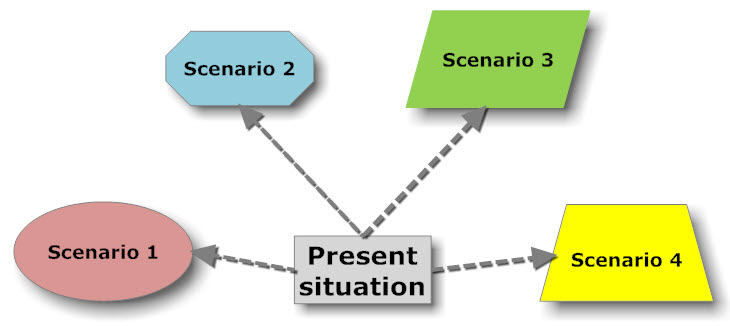 Scenario 2
Scenario 3
Scenario 1
Present
situation
Scenario 4